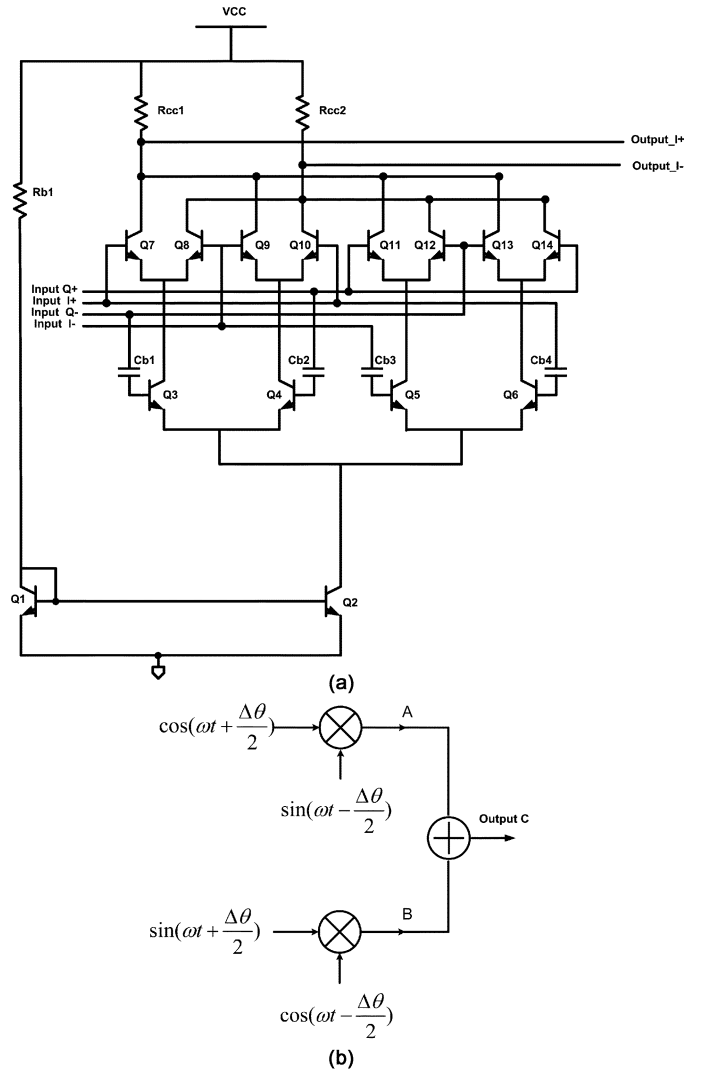 VCC
Rcc1
Rcc2
Output_I+
Output_I-
Rb1
Q7 Q8 Q9 Q10 Q11 Q12 Q13 Q14
Input Q+
Input I+
Input Q-
Input I-
Cb1 Cb2 Cb3 Cb4
Q3 Q4 Q5 Q6
Q1 Q2
(a)
cos(ωt + Δθ/2)
A
sin(ωt − Δθ/2)
Output C
sin(ωt + Δθ/2)
B
cos(ωt − Δθ/2)
(b)